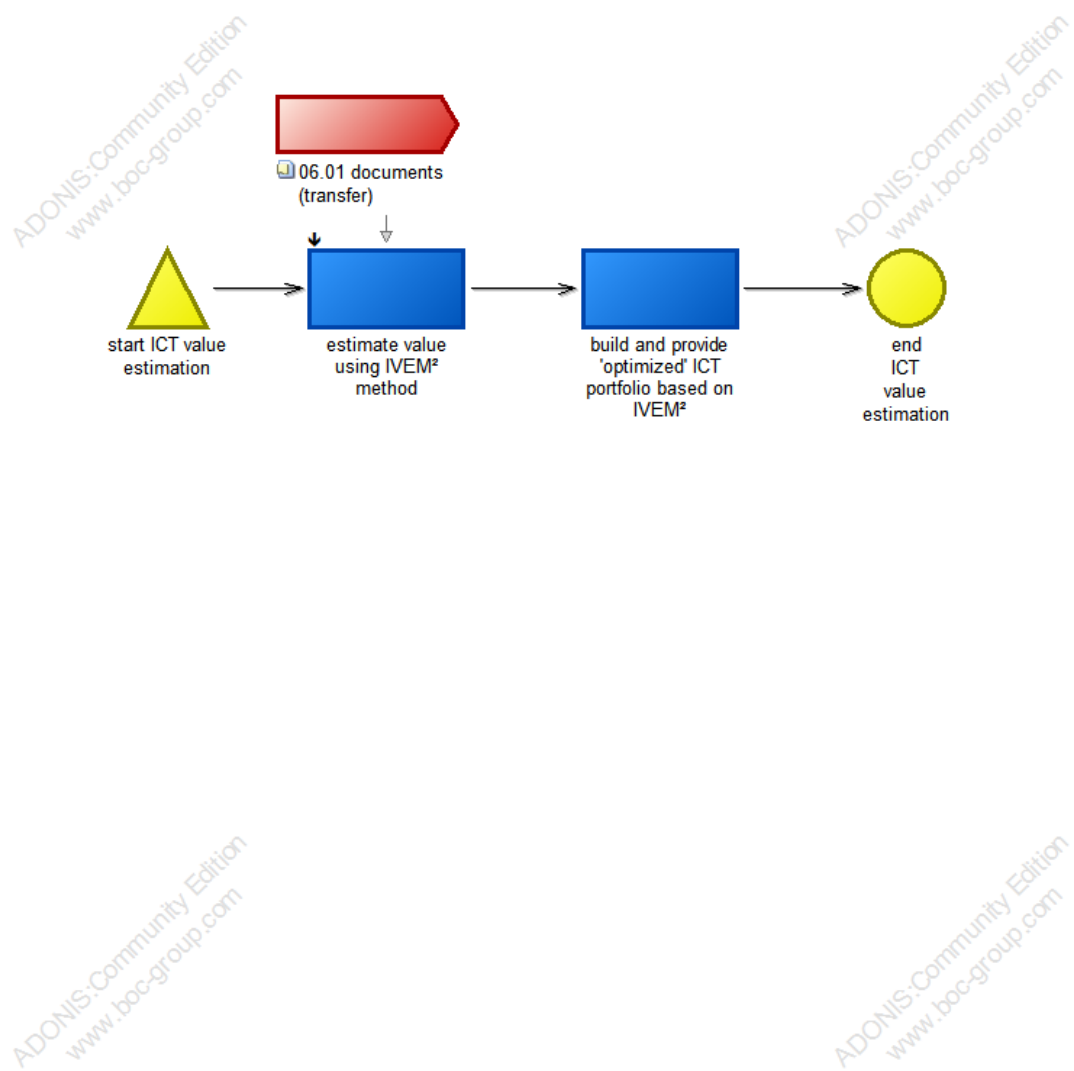 ADONIS:Community Edition
www.boc-group.com
ADONIS:Community Edition
www.boc-group.com
06.01 documents
(transfer)
start ICT value
estimation
estimate value
using IVEM²
method
build and provide
'optimized' ICT
portfolio based on
IVEM²
end
ICT
value
estimation
ADONIS:Community Edition
www.boc-group.com
ADONIS:Community Edition
www.boc-group.com